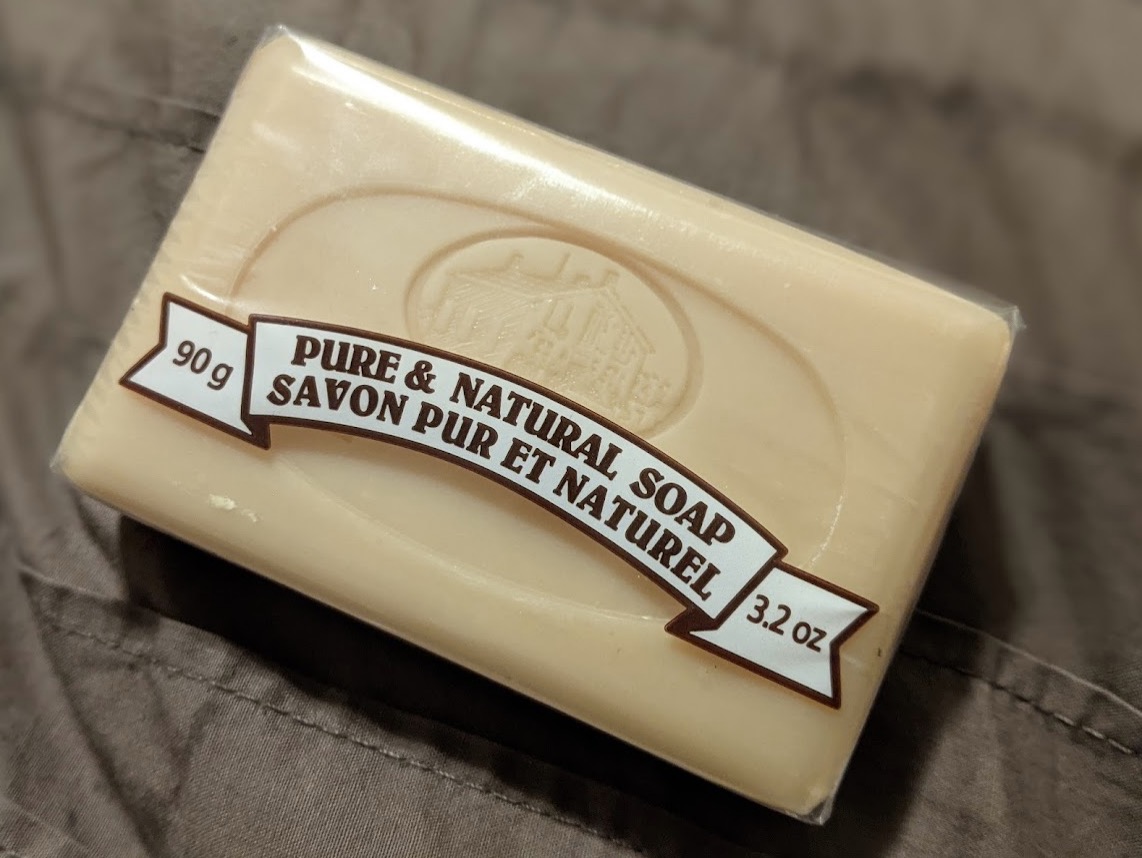 90 g
PURE & NATURAL SOAP
SAVON PUR ET NATUREL
3.2 oz